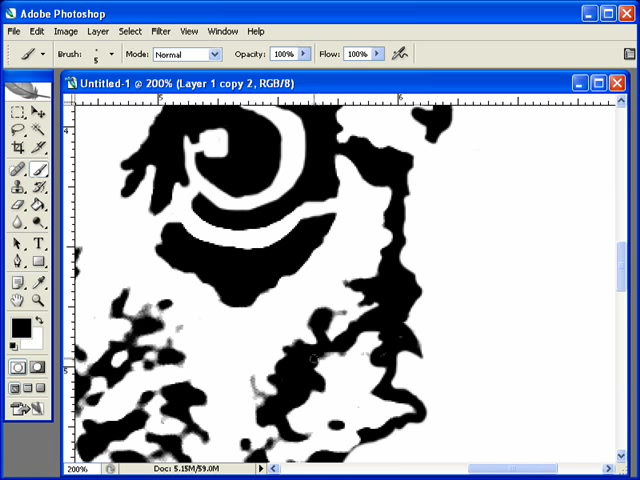 Adobe Photoshop
File Edit Image Layer Select Filter View Window Help
Brush: 5 Mode: Normal Opacity: 100% Flow: 100%
Untitled-1 @ 200% (Layer 1 copy 2, RGB/8)
5 6
4
5
T
200% Doc: 5.15M/59.0M